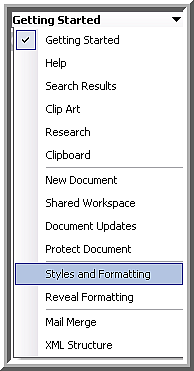 Getting Started
Getting Started
Help
Search Results
Clip Art
Research
Clipboard
New Document
Shared Workspace
Document Updates
Protect Document
Styles and Formatting
Reveal Formatting
Mail Merge
XML Structure